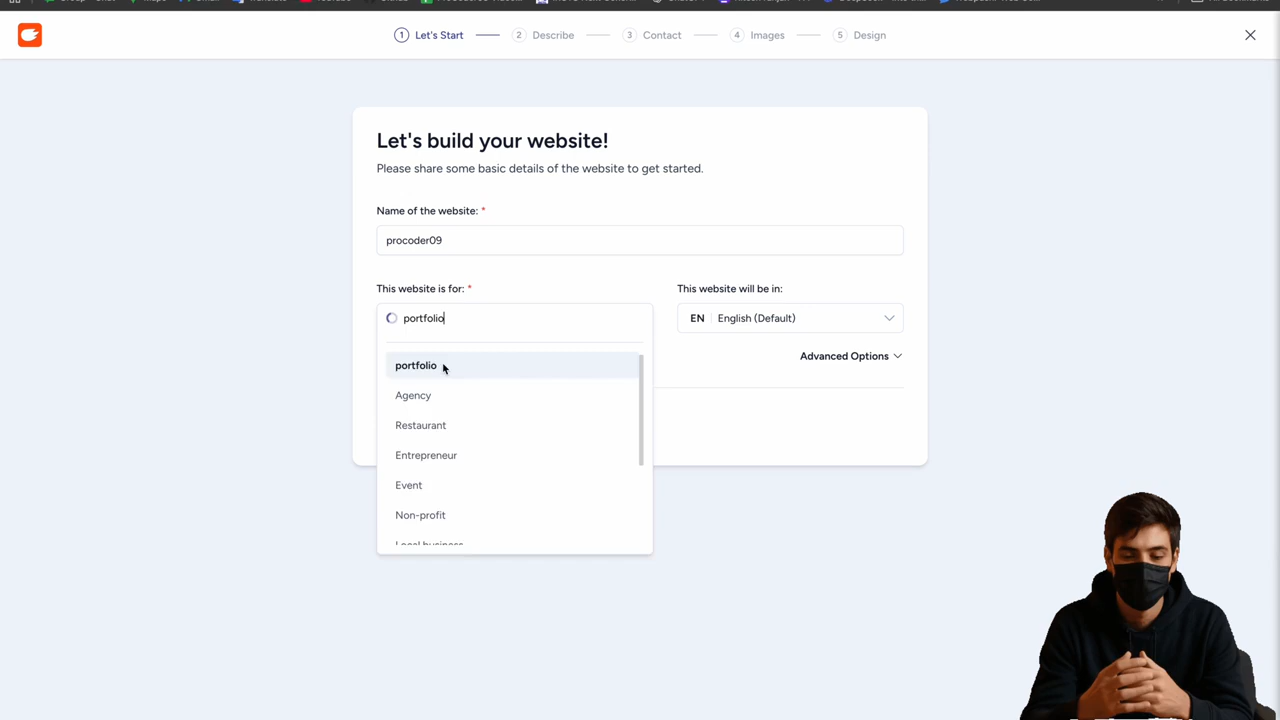 1 Let's Start 2 Describe 3 Contact 4 Images 5 Design
Let's build your website!
Please share some basic details of the website to get started.
Name of the website: *
procoder09
This website is for: * This website will be in:
portfolio EN English (Default)
portfolio Advanced Options
Agency
Restaurant
Entrepreneur
Event
Non-profit
Local business